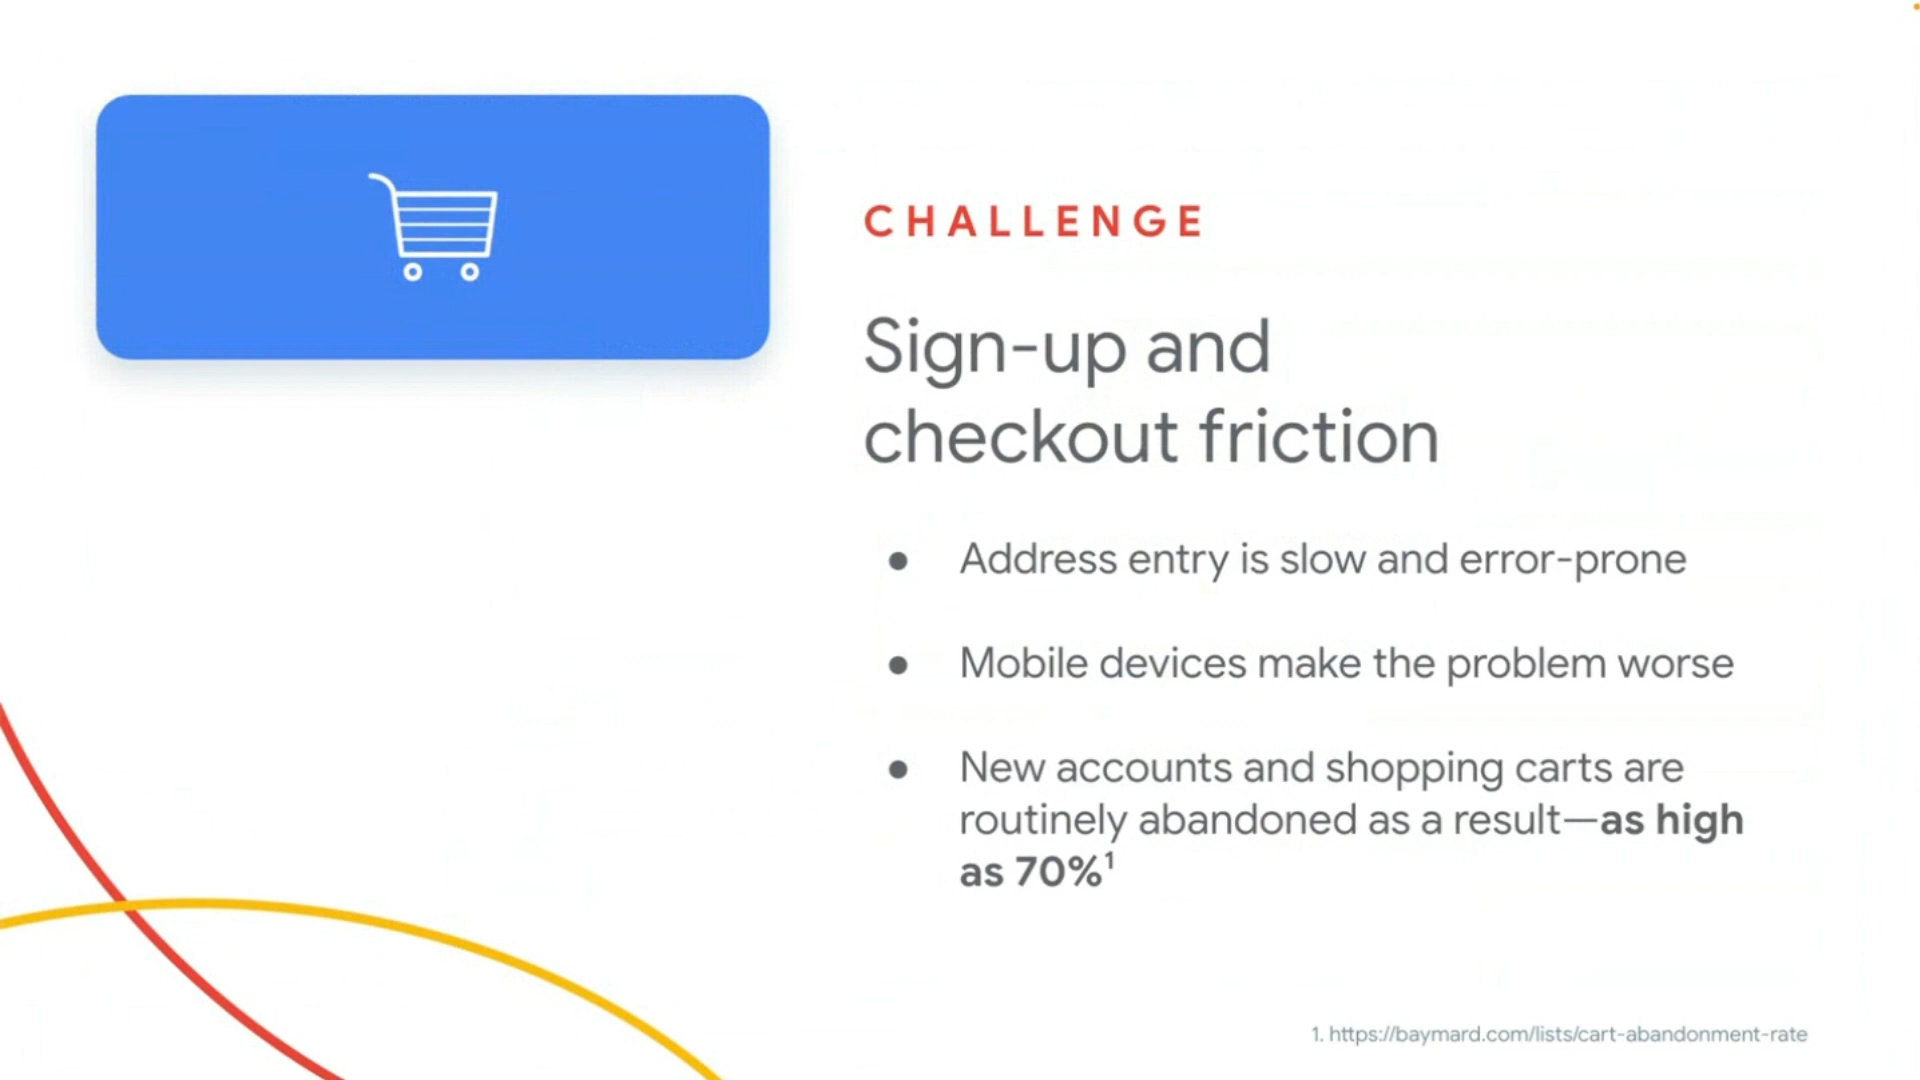 CHALLENGE
Sign-up and
checkout friction
● Address entry is slow and error-prone
● Mobile devices make the problem worse
● New accounts and shopping carts are
routinely abandoned as a result—as high
as 70%¹
1. https://baymard.com/lists/cart-abandonment-rate